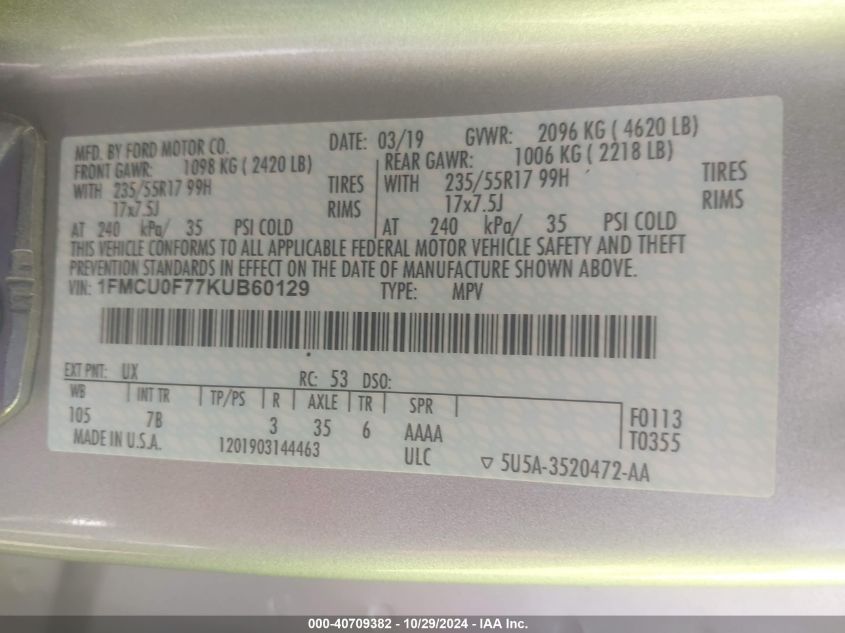 MFD. BY FORD MOTOR CO. DATE: 03/19 GVWR: 2096 KG ( 4620 LB)
FRONT GAWR: 1098 KG ( 2420 LB) REAR GAWR: 1006 KG ( 2218 LB)
WITH 235/55R17 99H TIRES WITH 235/55R17 99H TIRES
17x7.5J RIMS 17x7.5J RIMS
AT 240 kPa/ 35 PSI COLD AT 240 kPa/ 35 PSI COLD
THIS VEHICLE CONFORMS TO ALL APPLICABLE FEDERAL MOTOR VEHICLE SAFETY AND THEFT
PREVENTION STANDARDS IN EFFECT ON THE DATE OF MANUFACTURE SHOWN ABOVE.
VIN: 1FMCU0F77KUB60129 TYPE: MPV
EXT PNT: UX RC: 53 DSO:
WB INT TR TP/PS R AXLE TR SPR
105 7B 3 35 6 AAAA F0113
MADE IN U.S.A. 1201903144463 ULC T0355
5U5A-3520472-AA
000-40709382 - 10/29/2024 - IAA Inc.